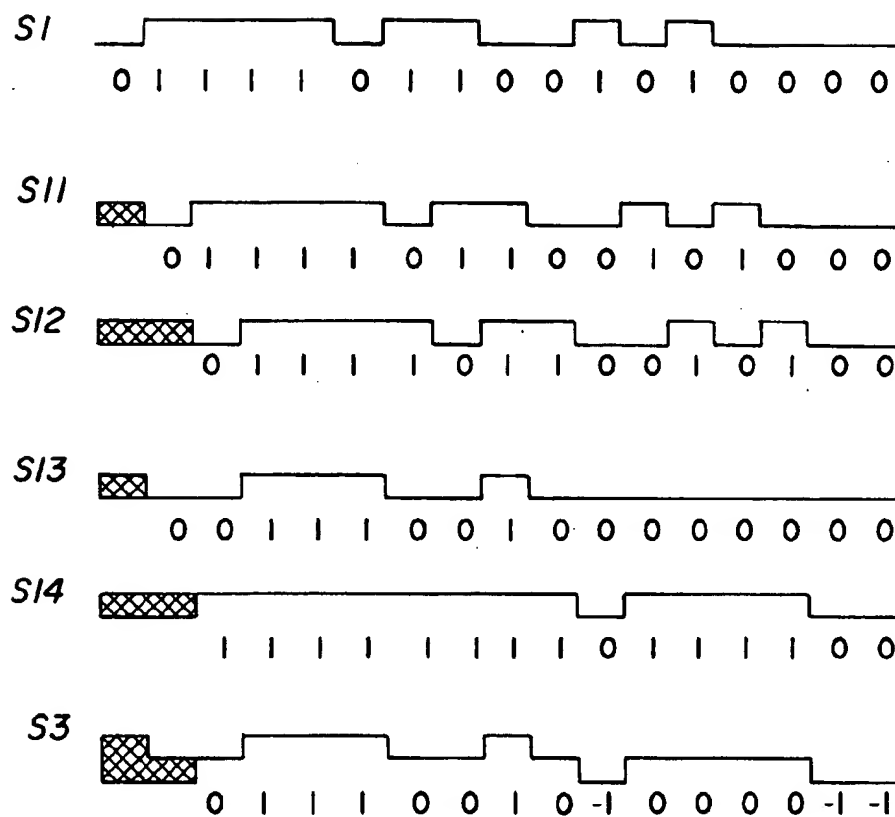 S1
0 1 1 1 1 0 1 1 0 0 1 0 1 0 0 0 0
S11
0 1 1 1 1 0 1 1 0 0 1 0 1 0 0 0
S12
0 1 1 1 1 0 1 1 0 0 1 0 1 0 0
S13
0 0 1 1 1 0 0 1 0 0 0 0 0 0 0 0
S14
1 1 1 1 1 1 1 1 0 1 1 1 1 0 0
S3
0 1 1 1 0 0 1 0 -1 0 0 0 0 -1 -1